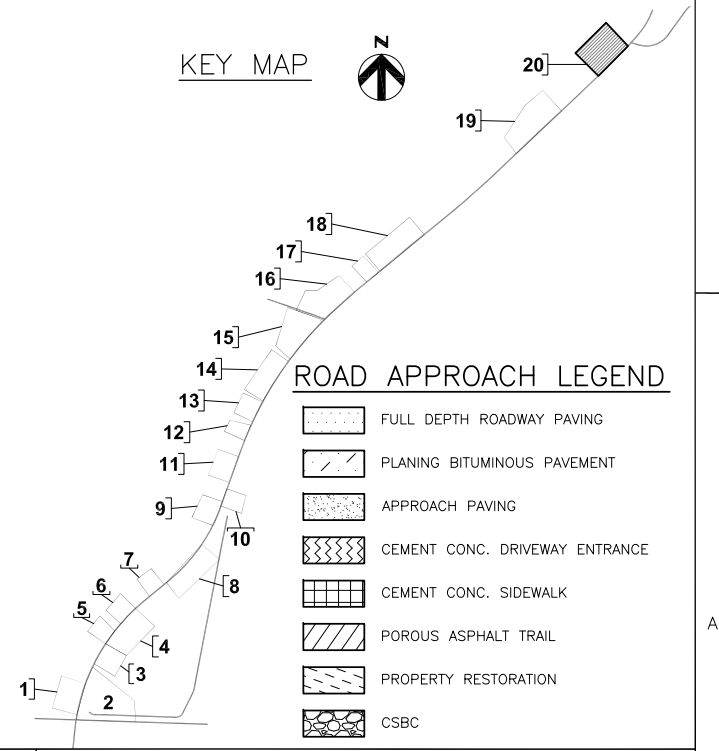 N
KEY MAP
20
19
18
17
16
15
14
13
12
11
9
10
7
8
6
5
4
3
1
2
ROAD APPROACH LEGEND
FULL DEPTH ROADWAY PAVING
PLANING BITUMINOUS PAVEMENT
APPROACH PAVING
CEMENT CONC. DRIVEWAY ENTRANCE
CEMENT CONC. SIDEWALK
POROUS ASPHALT TRAIL
PROPERTY RESTORATION
CSBC
A